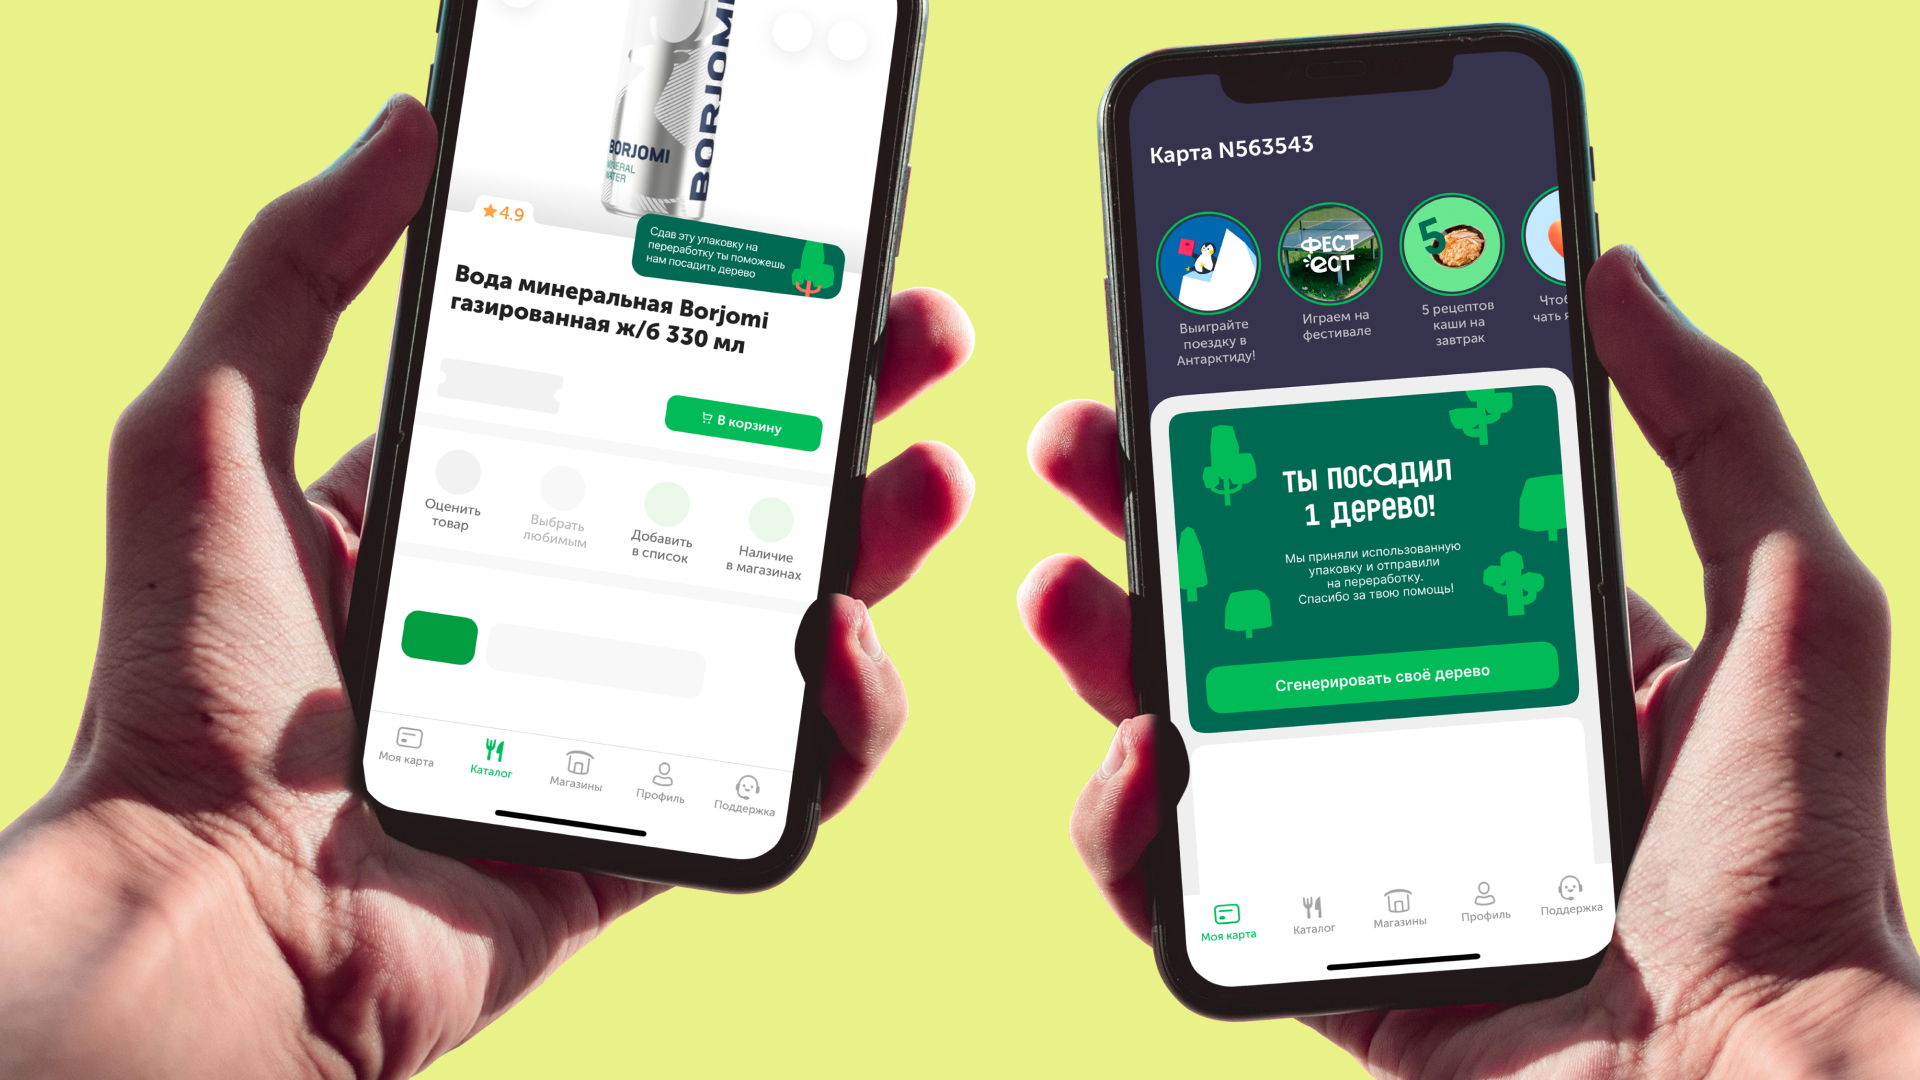 BORJOMI
BORJOMI
MINERAL
WATER
4.9
Сдав эту упаковку на
переработку ты поможешь
нам посадить дерево
Вода минеральная Borjomi
газированная ж/б 330 мл
В корзину
Оценить
товар
Выбрать
любимым
Добавить
в список
Наличие
в магазинах
Моя карта
Каталог
Магазины
Профиль
Поддержка
Карта N563543
ФЕСТ
ЕСТ
5
Выиграйте
поездку в
Антарктиду!
Играем на
фестивале
5 рецептов
каши на
завтрак
Чтоб
чать я
ТЫ ПОСАДИЛ
1 ДЕРЕВО!
Мы приняли использованную
упаковку и отправили
на переработку.
Спасибо за твою помощь!
Сгенерировать своё дерево
Моя карта
Каталог
Магазины
Профиль
Поддержка